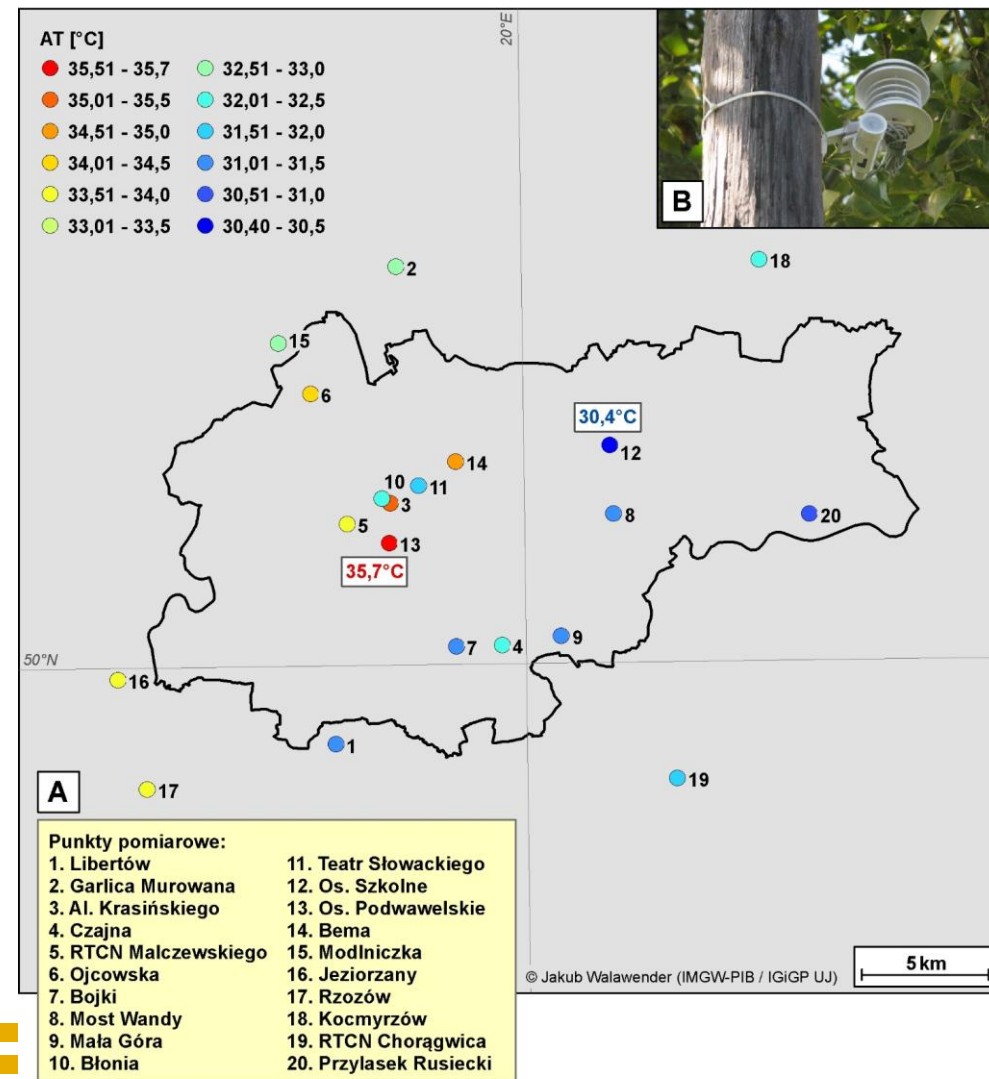 AT [°C]
35,51 - 35,7
35,01 - 35,5
34,51 - 35,0
34,01 - 34,5
33,51 - 34,0
33,01 - 33,5
32,51 - 33,0
32,01 - 32,5
31,51 - 32,0
31,01 - 31,5
30,51 - 31,0
30,40 - 30,5
20°E
B
2
18
15
6
30,4°C
12
14
10
11
3
5
13
35,7°C
8
20
7
4
9
50°N
16
1
17
19
A
Punkty pomiarowe:
1. Libertów
2. Garlica Murowana
3. Al. Krasińskiego
4. Czajna
5. RTCN Malczewskiego
6. Ojcowska
7. Bojki
8. Most Wandy
9. Mała Góra
10. Błonia
11. Teatr Słowackiego
12. Os. Szkolne
13. Os. Podwawelskie
14. Bema
15. Modlniczka
16. Jeziorzany
17. Rzozów
18. Kocmyrzów
19. RTCN Chorągwica
20. Przylasek Rusiecki
© Jakub Walawender (IMGW-PIB / IGiGP UJ)
5 km